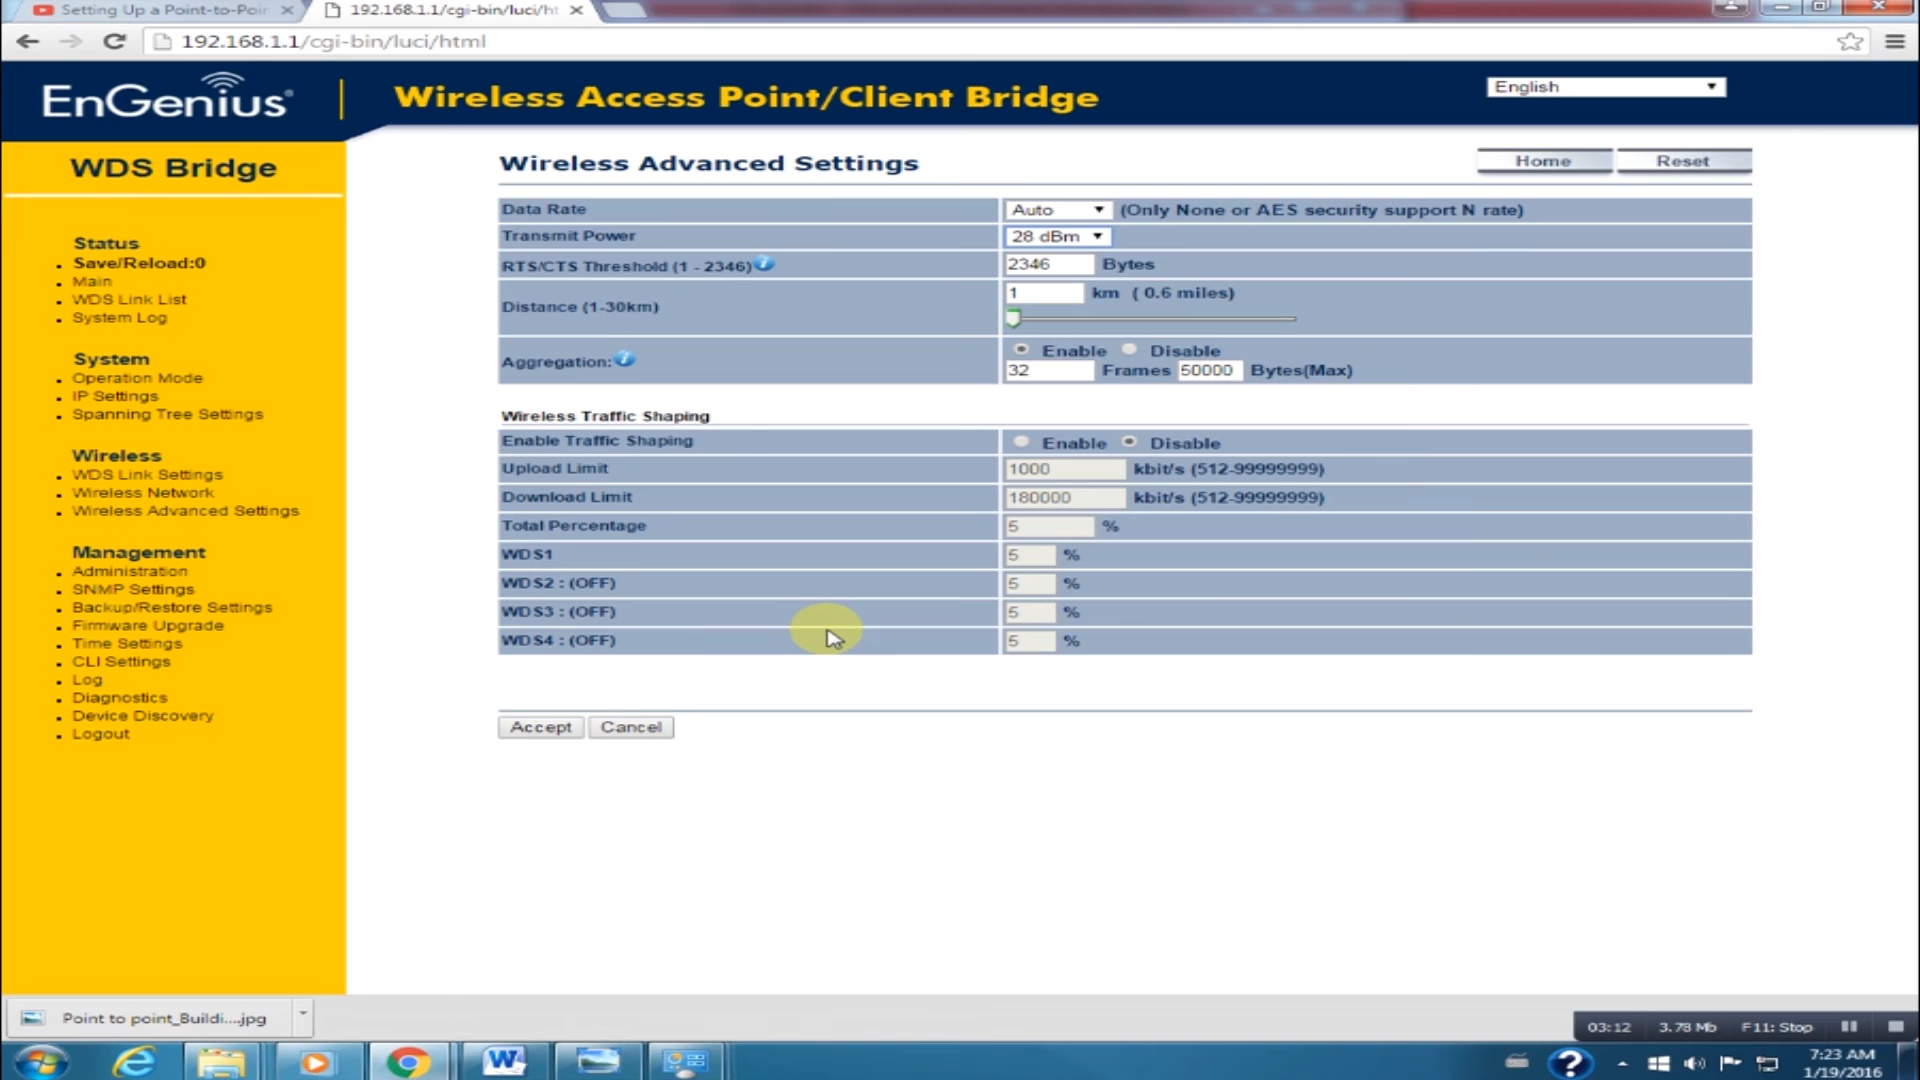 Setting Up a Point-to-Poir
192.168.1.1/cgi-bin/luci/ht
192.168.1.1/cgi-bin/luci/html
EnGenius
Wireless Access Point/Client Bridge
English
WDS Bridge
Status
Save/Reload:0
Main
WDS Link List
System Log
System
Operation Mode
IP Settings
Spanning Tree Settings
Wireless
WDS Link Settings
Wireless Network
Wireless Advanced Settings
Management
Administration
SNMP Settings
Backup/Restore Settings
Firmware Upgrade
Time Settings
CLI Settings
Log
Diagnostics
Device Discovery
Logout
Wireless Advanced Settings
Home Reset
Data Rate Auto (Only None or AES security support N rate)
Transmit Power 28 dBm
RTS/CTS Threshold (1 - 2346) 2346 Bytes
Distance (1-30km) 1 km ( 0.6 miles)
Aggregation: Enable Disable
32 Frames 50000 Bytes(Max)
Wireless Traffic Shaping
Enable Traffic Shaping Enable Disable
Upload Limit 1000 kbit/s (512-99999999)
Download Limit 180000 kbit/s (512-99999999)
Total Percentage 5 %
WDS1 5 %
WDS2 : (OFF) 5 %
WDS3 : (OFF) 5 %
WDS4 : (OFF) 5 %
Accept Cancel
Point to point_Buildi....jpg
03:12 3.78 Mb F11: Stop
7:23 AM
1/19/2016